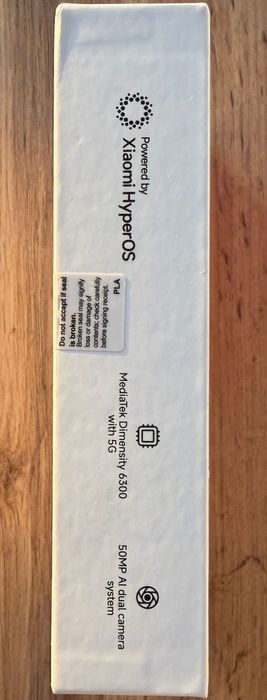 Powered by
Xiaomi HyperOS
Do not accept if seal
is broken.
Broken seal may signify
loss or damage of
contents, check carefully
before signing receipt.
PLA
MediaTek Dimensity 6300
with 5G
50MP AI dual camera
system